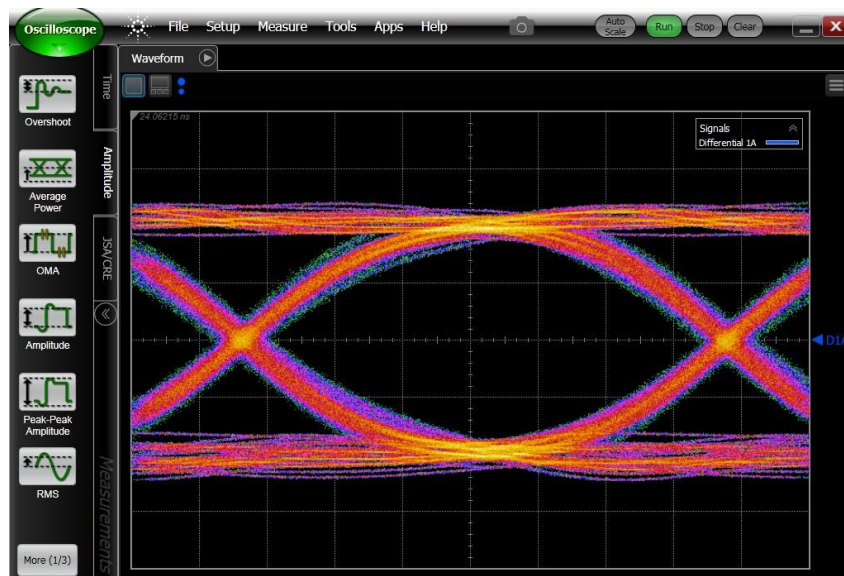 Oscilloscope
File Setup Measure Tools Apps Help
Auto
Scale
Run
Stop
Clear
X
Waveform
Time
Amplitude
JSA/CRE
Measurements
Overshoot
Average
Power
OMA
Amplitude
Peak-Peak
Amplitude
RMS
More (1/3)
24.06215 ns
Signals
Differential 1A
D1A